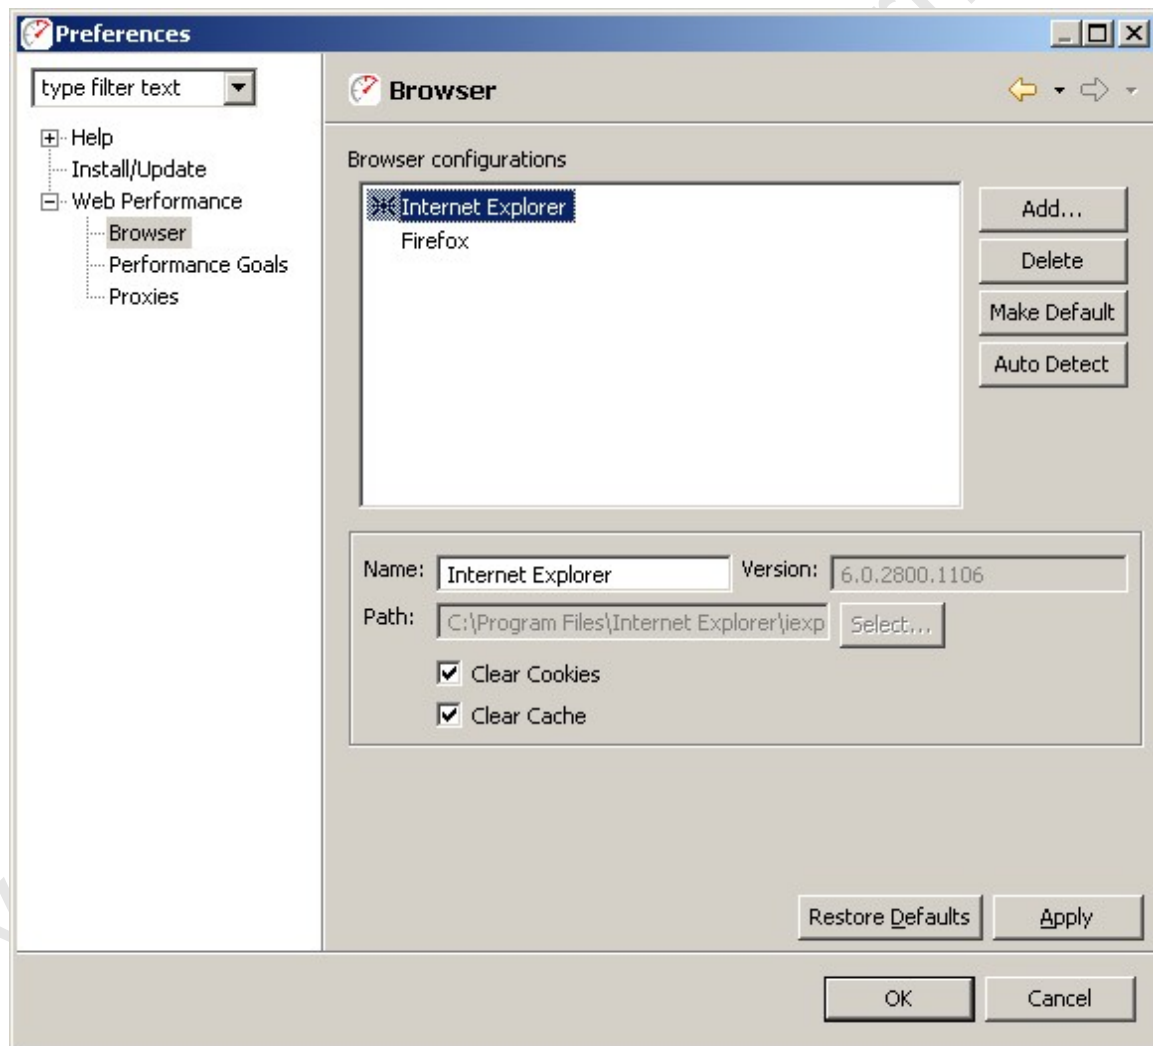 Preferences
type filter text
Browser
Help
Install/Update
Web Performance
Browser
Performance Goals
Proxies
Browser configurations
Internet Explorer
Firefox
Add...
Delete
Make Default
Auto Detect
Name: Internet Explorer Version: 6.0.2800.1106
Path: C:\Program Files\Internet Explorer\iexp Select...
Clear Cookies
Clear Cache
Restore Defaults Apply
OK Cancel